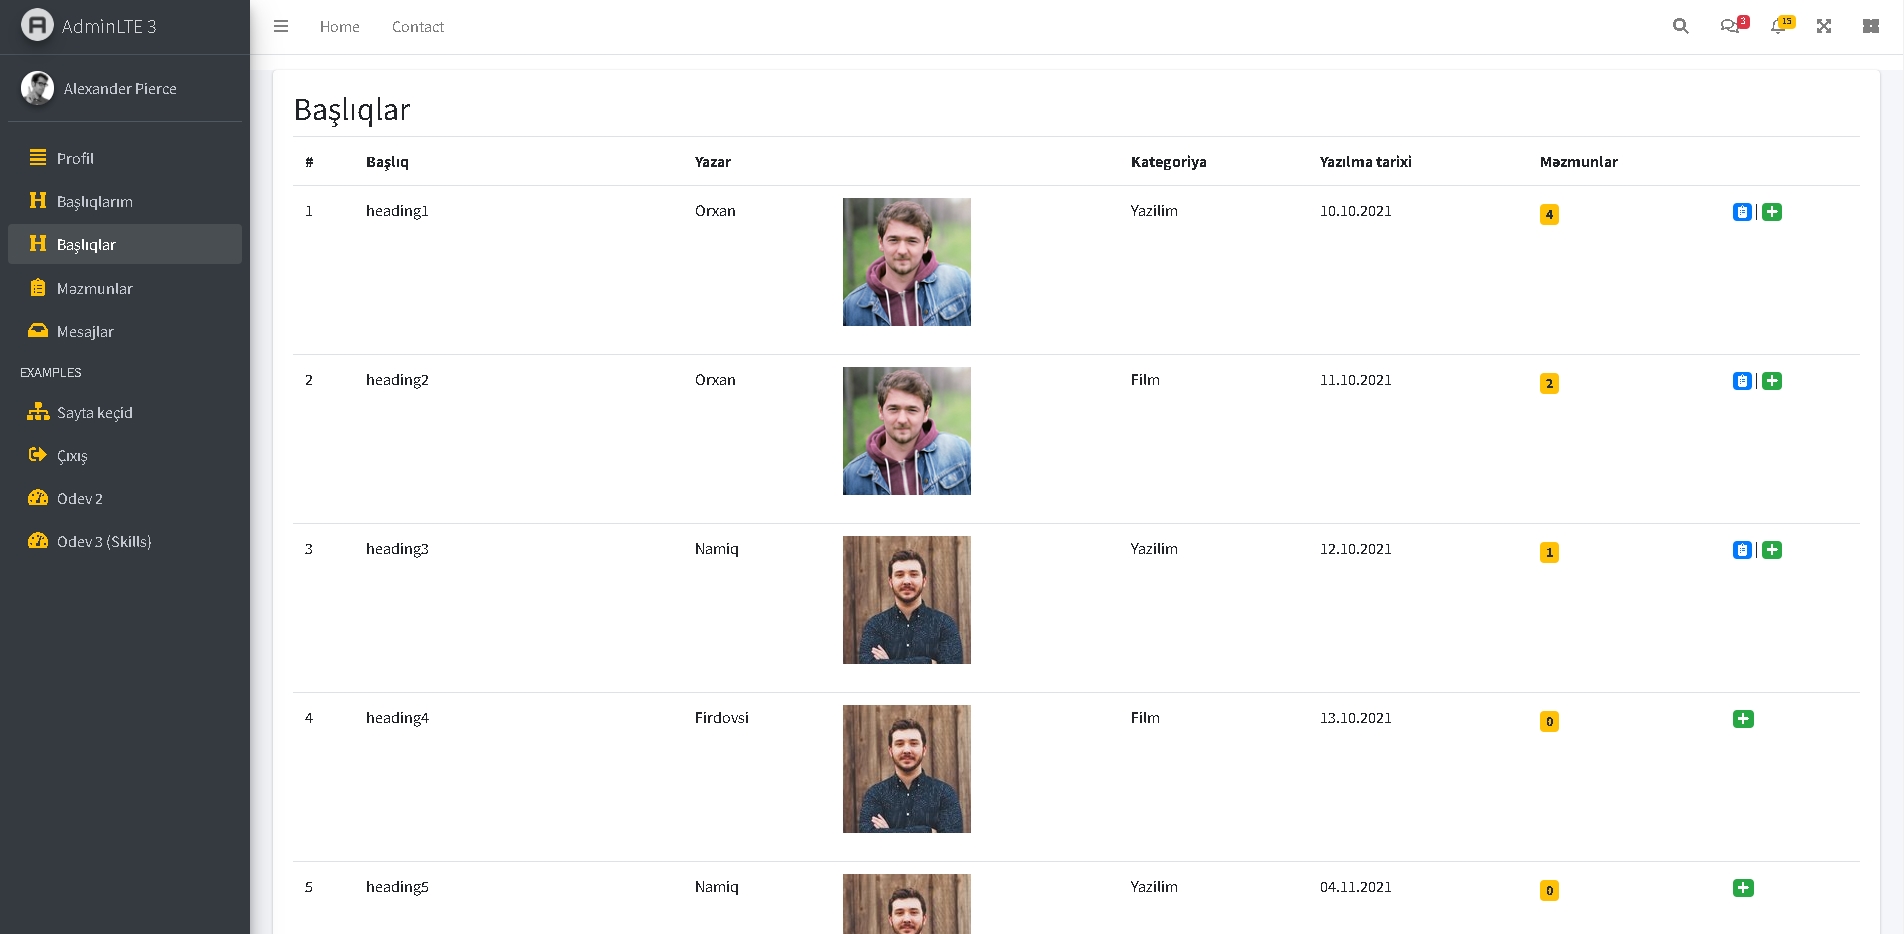 AdminLTE 3
Home Contact
3
15
Alexander Pierce
Profil
Başlıqlarım
Başlıqlar
Məzmunlar
Mesajlar
EXAMPLES
Sayta keçid
Çıxış
Odev 2
Odev 3 (Skills)
Başlıqlar
# Başlıq Yazar Kategoriya Yazılma tarixi Məzmunlar
1 heading1 Orxan Yazilim 10.10.2021 4 |
2 heading2 Orxan Film 11.10.2021 2 |
3 heading3 Namiq Yazilim 12.10.2021 1 |
4 heading4 Firdovsi Film 13.10.2021 0
5 heading5 Namiq Yazilim 04.11.2021 0